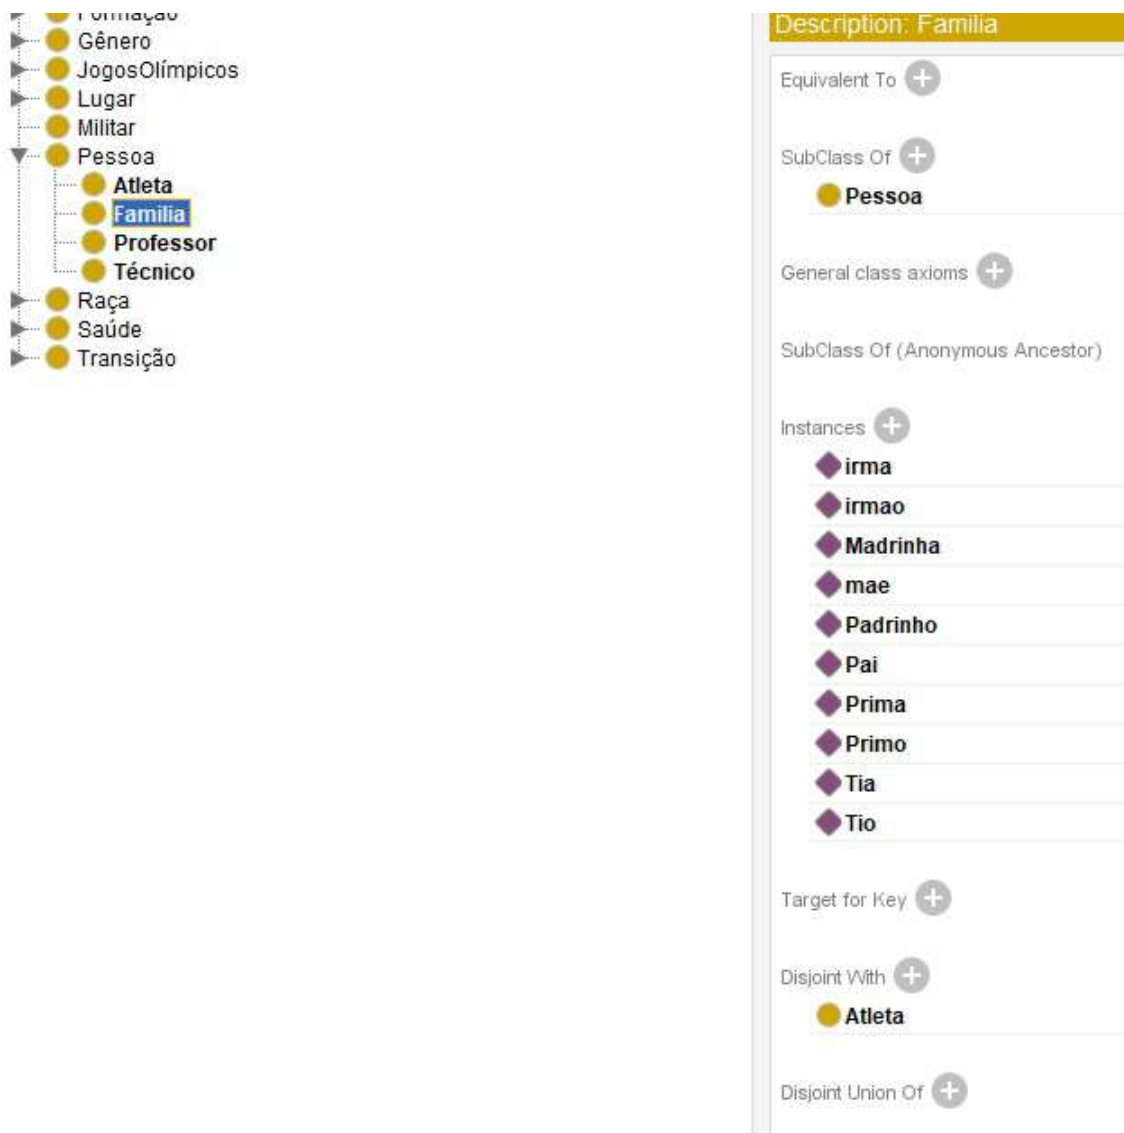 Formação
Gênero
JogosOlímpicos
Lugar
Militar
Pessoa
Atleta
Familia
Professor
Técnico
Raça
Saúde
Transição
Description: Familia
Equivalent To
SubClass Of
Pessoa
General class axioms
SubClass Of (Anonymous Ancestor)
Instances
irma
irmao
Madrinha
mae
Padrinho
Pai
Prima
Primo
Tia
Tio
Target for Key
Disjoint With
Atleta
Disjoint Union Of